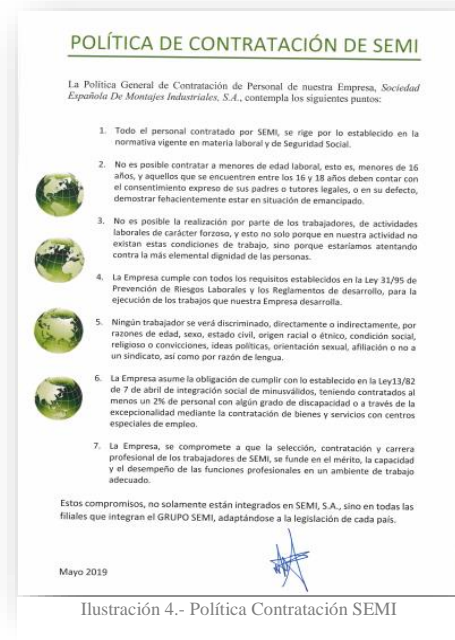 POLÍTICA DE CONTRATACIÓN DE SEMI
La Política General de Contratación de Personal de nuestra Empresa, Sociedad
Española De Montajes Industriales, S.A., contempla los siguientes puntos:
1. Todo el personal contratado por SEMI, se rige por lo establecido en la
normativa vigente en materia laboral y de Seguridad Social.
2. No es posible contratar a menores de edad laboral, esto es, menores de 16
años, y aquellos que se encuentren entre los 16 y 18 años deben contar con
el consentimiento expreso de sus padres o tutores legales, o en su defecto,
demostrar fehacientemente estar en situación de emancipado.
3. No es posible la realización por parte de los trabajadores, de actividades
laborales de carácter forzoso, y esto no solo porque en nuestra actividad no
existan estas condiciones de trabajo, sino porque estaríamos atentando
contra la más elemental dignidad de las personas.
4. La Empresa cumple con todos los requisitos establecidos en la Ley 31/95 de
Prevención de Riesgos Laborales y los Reglamentos de desarrollo, para la
ejecución de los trabajos que nuestra Empresa desarrolla.
5. Ningún trabajador se verá discriminado, directamente o indirectamente, por
razones de edad, sexo, estado civil, origen racial o étnico, condición social,
religioso o convicciones, ideas políticas, orientación sexual, afiliación o no a
un sindicato, así como por razón de lengua.
6. La Empresa asume la obligación de cumplir con lo establecido en la Ley13/82
de 7 de abril de integración social de minusválidos, teniendo contratados al
menos un 2% de personal con algún grado de discapacidad o a través de la
excepcionalidad mediante la contratación de bienes y servicios con centros
especiales de empleo.
7. La Empresa, se compromete a que la selección, contratación y carrera
profesional de los trabajadores de SEMI, se funde en el mérito, la capacidad
y el desempeño de las funciones profesionales en un ambiente de trabajo
adecuado.
Estos compromisos, no solamente están integrados en SEMI, S.A., sino en todas las
filiales que integran el GRUPO SEMI, adaptándose a la legislación de cada país.
Mayo 2019
Ilustración 4.- Política Contratación SEMI